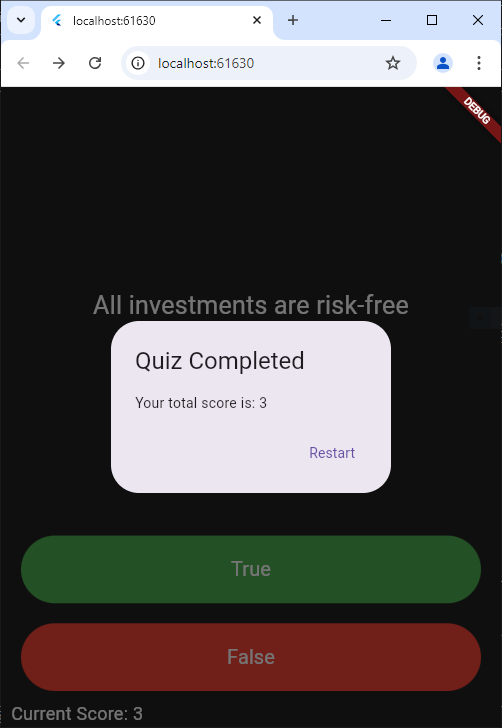 localhost:61630
localhost:61630
DEBUG
All investments are risk-free
Quiz Completed
Your total score is: 3
Restart
True
False
Current Score: 3